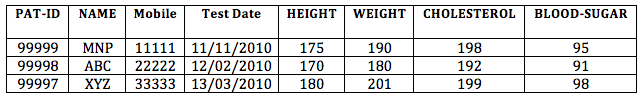 PAT-ID NAME Mobile Test Date HEIGHT WEIGHT CHOLESTEROL BLOOD-SUGAR
99999 MNP 11111 11/11/2010 175 190 198 95
99998 ABC 22222 12/02/2010 170 180 192 91
99997 XYZ 33333 13/03/2010 180 201 199 98